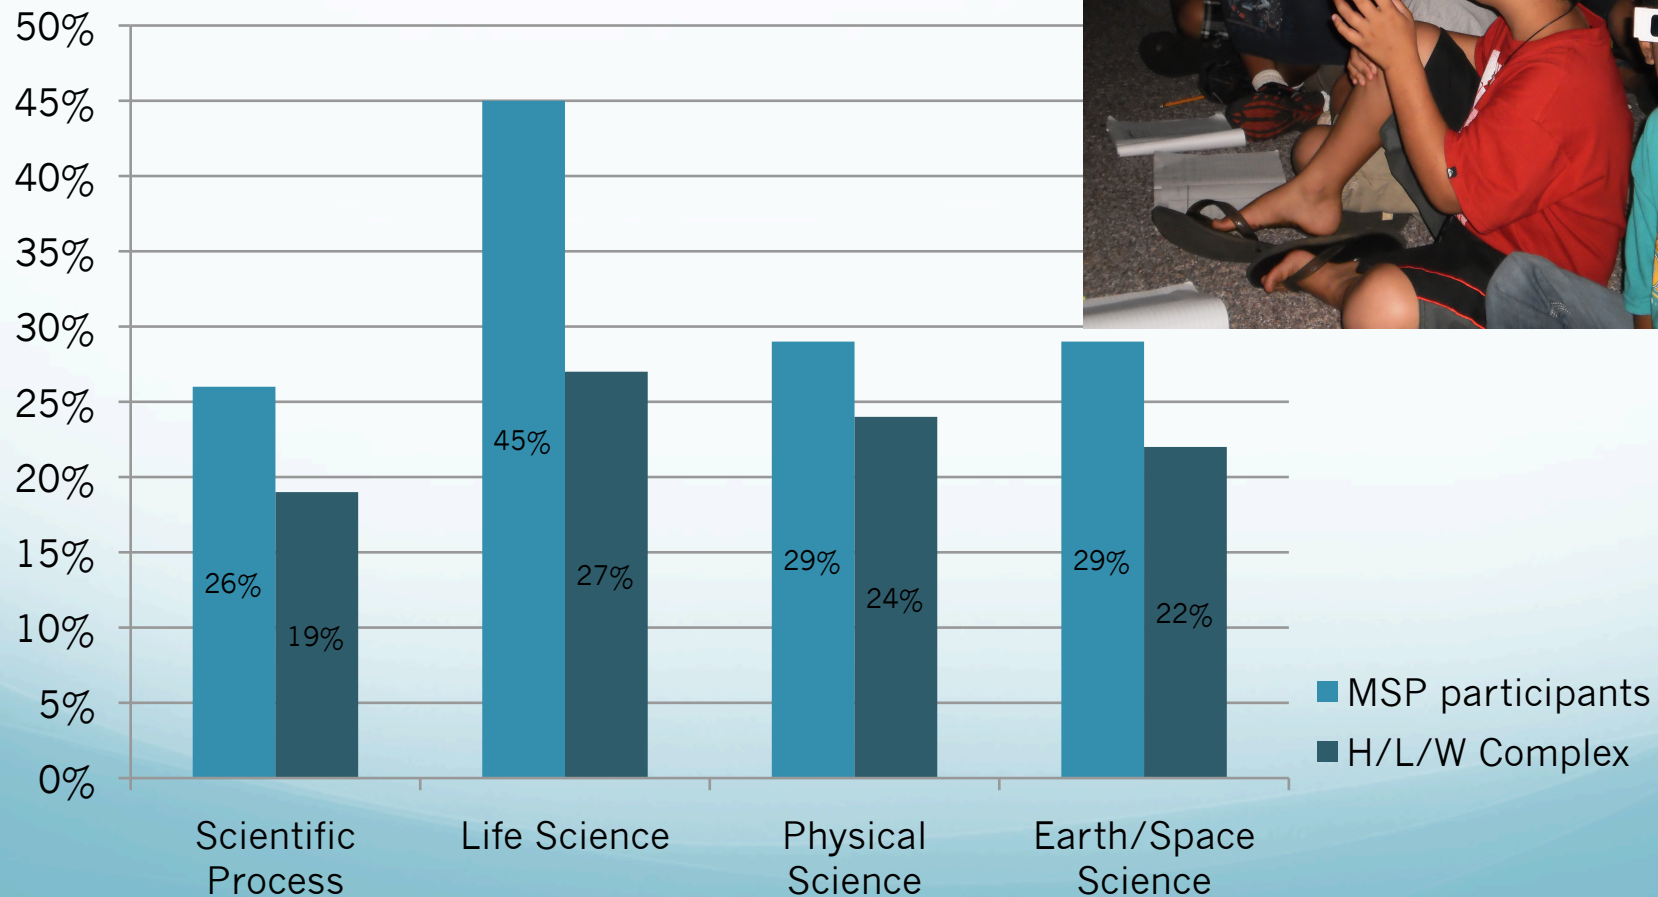 50%
45%
40%
35%
30%
25%
20%
15%
10%
5%
0%
26%
19%
45%
27%
29%
24%
29%
22%
Scientific
Process
Life Science
Physical
Science
Earth/Space
Science
MSP participants
H/L/W Complex